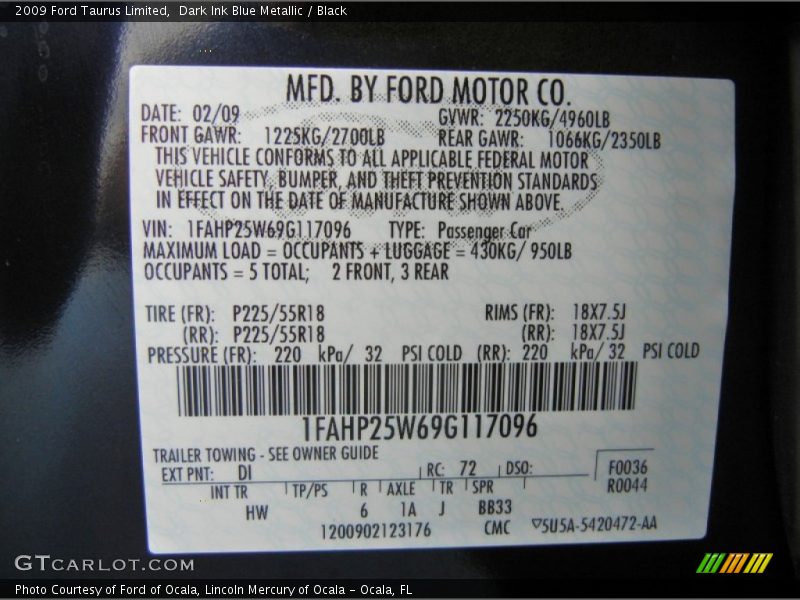 2009 Ford Taurus Limited,  Dark Ink Blue Metallic / Black
MFD. BY FORD MOTOR CO.
DATE: 02/09 GVWR: 2250KG/4960LB
FRONT GAWR: 1225KG/2700LB REAR GAWR: 1066KG/2350LB
THIS VEHICLE CONFORMS TO ALL APPLICABLE FEDERAL MOTOR
VEHICLE SAFETY, BUMPER, AND THEFT PREVENTION STANDARDS
IN EFFECT ON THE DATE OF MANUFACTURE SHOWN ABOVE.
VIN: 1FAHP25W69G117096 TYPE: Passenger Car
MAXIMUM LOAD = OCCUPANTS + LUGGAGE = 430KG/ 950LB
OCCUPANTS = 5 TOTAL; 2 FRONT, 3 REAR
TIRE (FR): P225/55R18 RIMS (FR): 18X7.5J
(RR): P225/55R18 (RR): 18X7.5J
PRESSURE (FR): 220 kPa/ 32 PSI COLD (RR): 220 kPa/ 32 PSI COLD
1FAHP25W69G117096
TRAILER TOWING - SEE OWNER GUIDE
EXT PNT: DI RC: 72 DSO: F0036
R0044
INT TR TP/PS R AXLE TR SPR
HW 6 1A J BB33
1200902123176 CMC ▽5U5A-5420472-AA
GTCARLOT.COM
Photo Courtesy of Ford of Ocala, Lincoln Mercury of Ocala - Ocala, FL